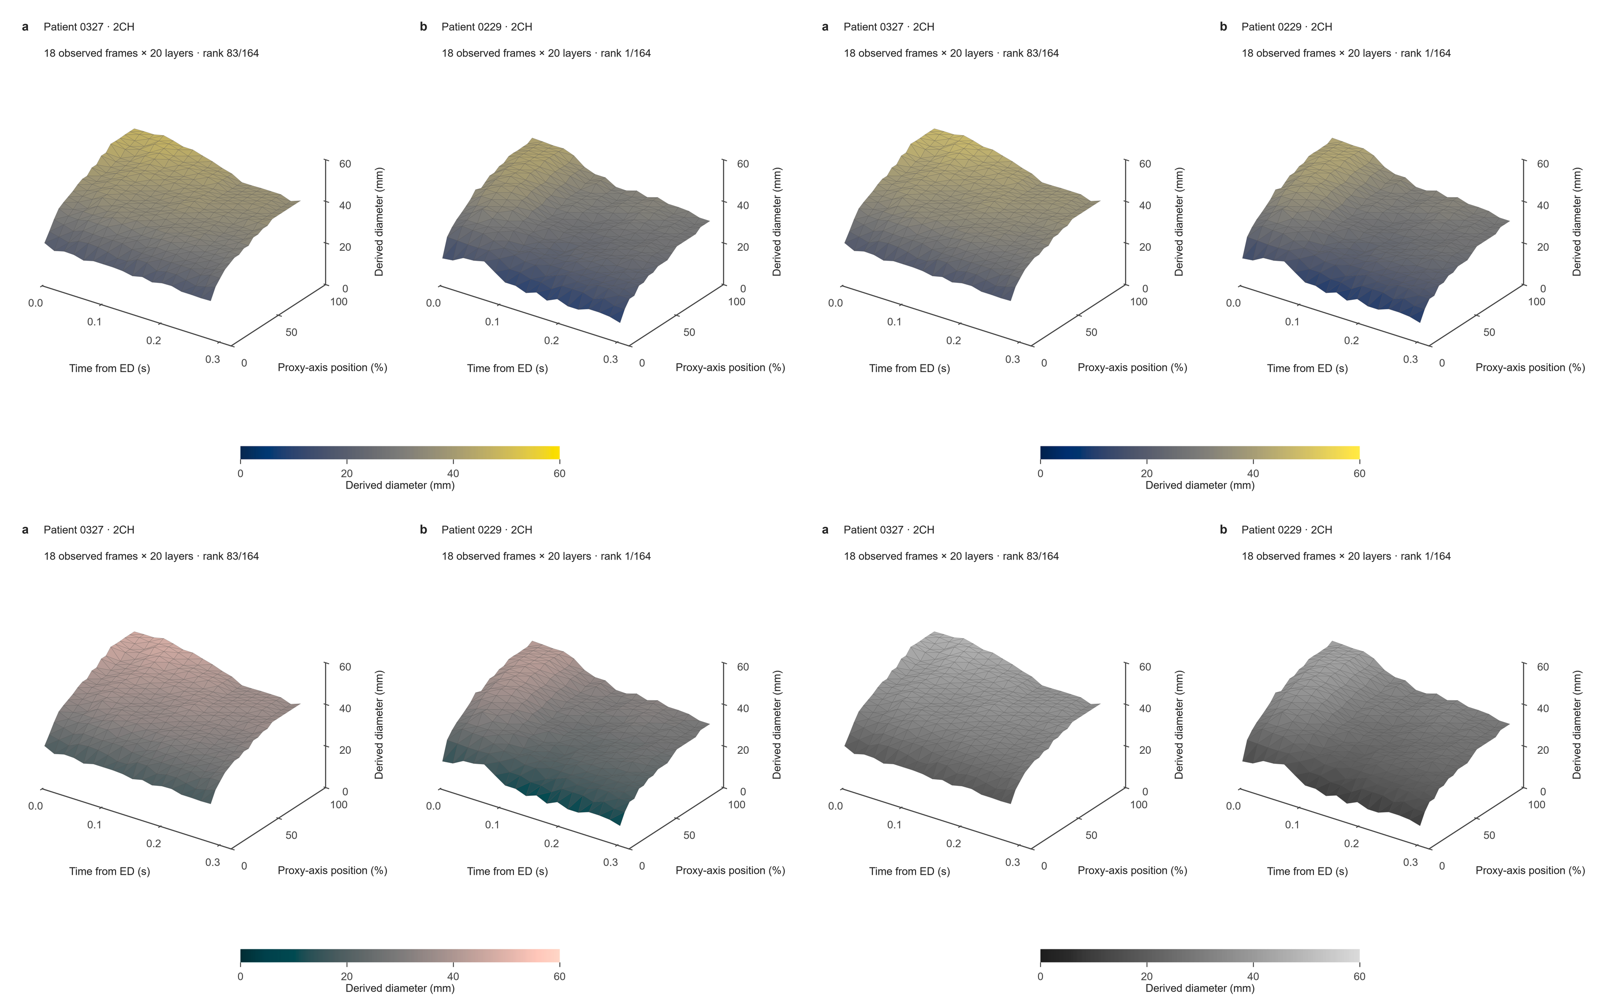 a Patient 0327 · 2CH
18 observed frames × 20 layers · rank 83/164
60
40
20
0
Derived diameter (mm)
0.0
0.1
0.2
0.3
Time from ED (s)
0
50
100
Proxy-axis position (%)
b Patient 0229 · 2CH
18 observed frames × 20 layers · rank 1/164
60
40
20
0
Derived diameter (mm)
0.0
0.1
0.2
0.3
Time from ED (s)
0
50
100
Proxy-axis position (%)
0 20 40 60
Derived diameter (mm)
a Patient 0327 · 2CH
18 observed frames × 20 layers · rank 83/164
60
40
20
0
Derived diameter (mm)
0.0
0.1
0.2
0.3
Time from ED (s)
0
50
100
Proxy-axis position (%)
b Patient 0229 · 2CH
18 observed frames × 20 layers · rank 1/164
60
40
20
0
Derived diameter (mm)
0.0
0.1
0.2
0.3
Time from ED (s)
0
50
100
Proxy-axis position (%)
0 20 40 60
Derived diameter (mm)
a Patient 0327 · 2CH
18 observed frames × 20 layers · rank 83/164
60
40
20
0
Derived diameter (mm)
0.0
0.1
0.2
0.3
Time from ED (s)
0
50
100
Proxy-axis position (%)
b Patient 0229 · 2CH
18 observed frames × 20 layers · rank 1/164
60
40
20
0
Derived diameter (mm)
0.0
0.1
0.2
0.3
Time from ED (s)
0
50
100
Proxy-axis position (%)
0 20 40 60
Derived diameter (mm)
a Patient 0327 · 2CH
18 observed frames × 20 layers · rank 83/164
60
40
20
0
Derived diameter (mm)
0.0
0.1
0.2
0.3
Time from ED (s)
0
50
100
Proxy-axis position (%)
b Patient 0229 · 2CH
18 observed frames × 20 layers · rank 1/164
60
40
20
0
Derived diameter (mm)
0.0
0.1
0.2
0.3
Time from ED (s)
0
50
100
Proxy-axis position (%)
0 20 40 60
Derived diameter (mm)